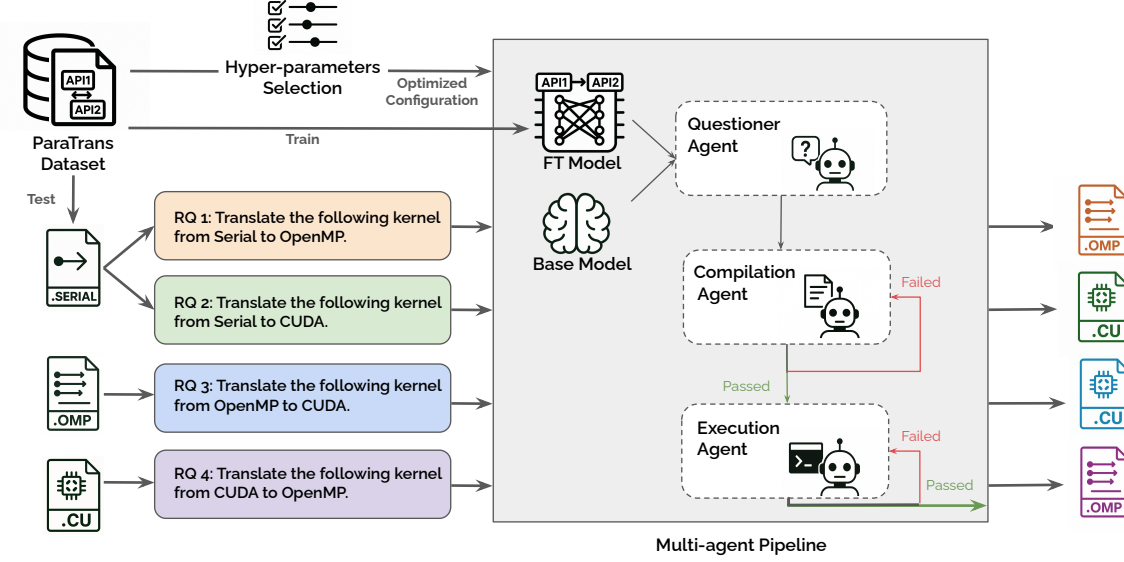 API1
API2
ParaTrans
Dataset
Hyper-parameters
Selection
Optimized
Configuration
Train
Test
.SERIAL
RQ 1: Translate the following kernel
from Serial to OpenMP.
RQ 2: Translate the following kernel
from Serial to CUDA.
.OMP
RQ 3: Translate the following kernel
from OpenMP to CUDA.
.CU
RQ 4: Translate the following kernel
from CUDA to OpenMP.
API1
API2
FT Model
Base Model
Questioner
Agent
?
Compilation
Agent
Failed
Passed
Execution
Agent
Failed
Passed
Multi-agent Pipeline
.OMP
.CU
.CU
.OMP